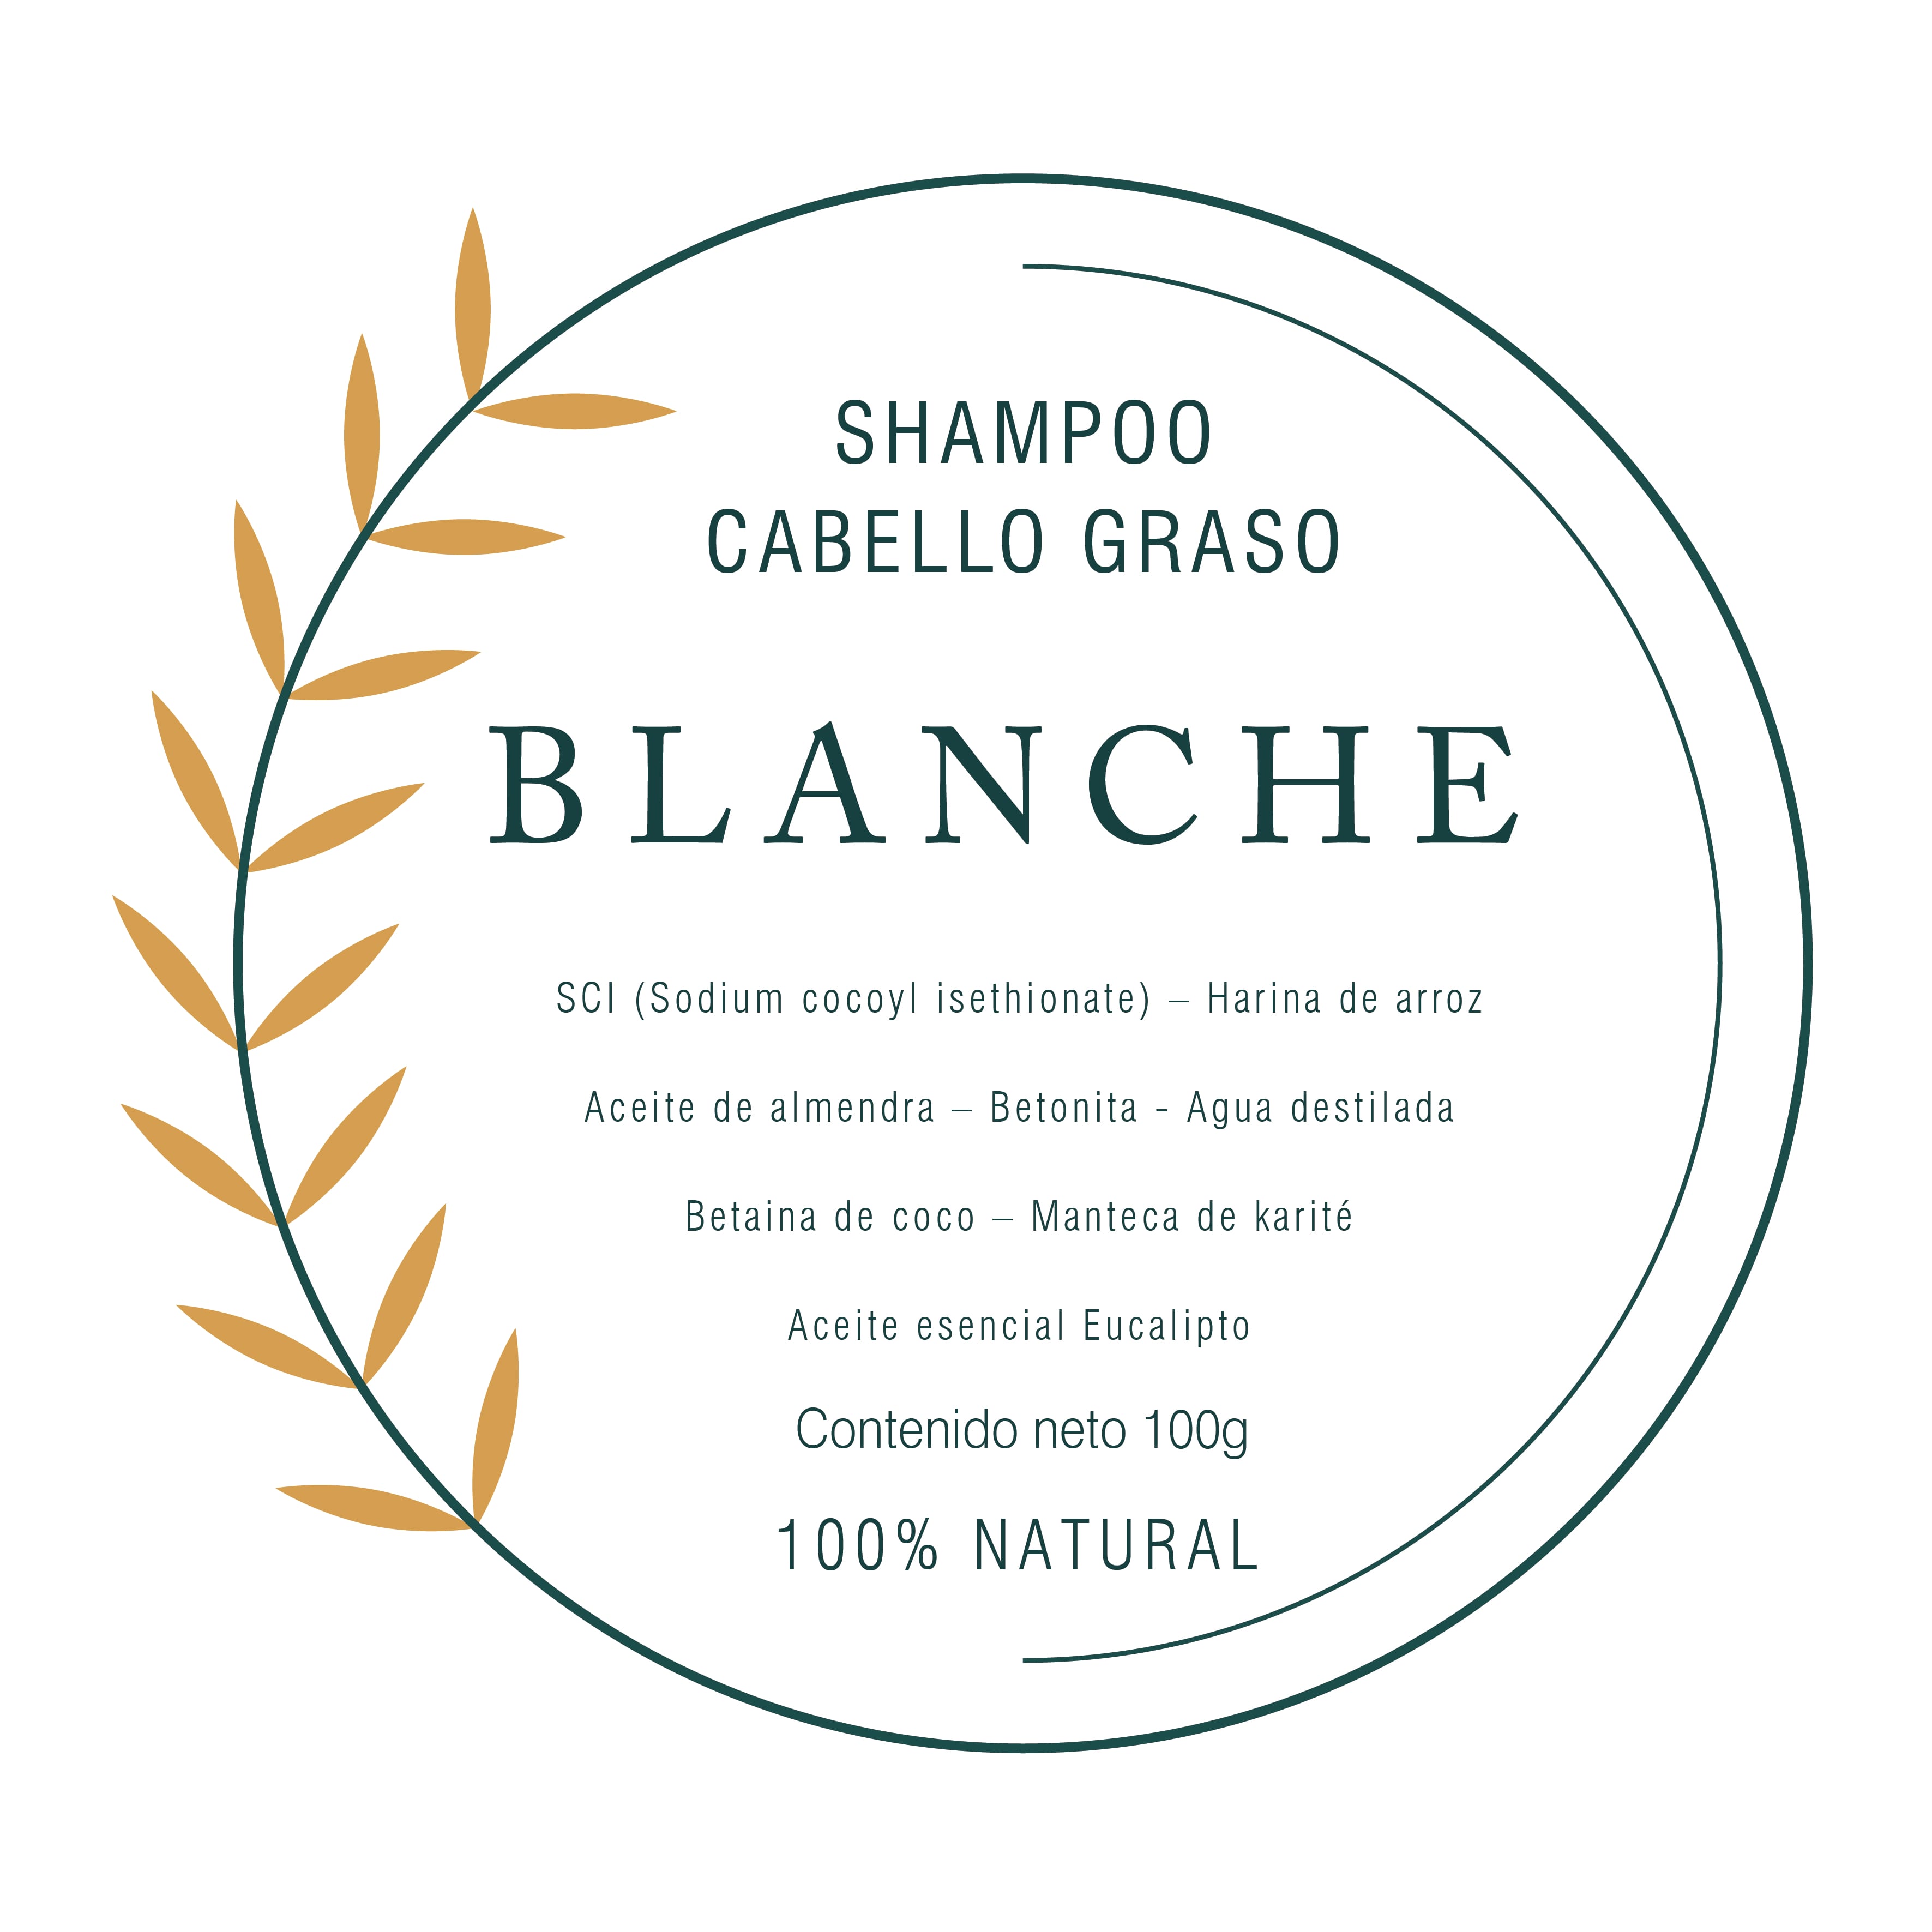 SHAMPOO
CABELLO GRASO
BLANCHE
SCI (Sodium cocoyl isethionate) – Harina de arroz
Aceite de almendra – Betonita - Agua destilada
Betaina de coco – Manteca de karité
Aceite esencial Eucalipto
Contenido neto 100g
100% NATURAL